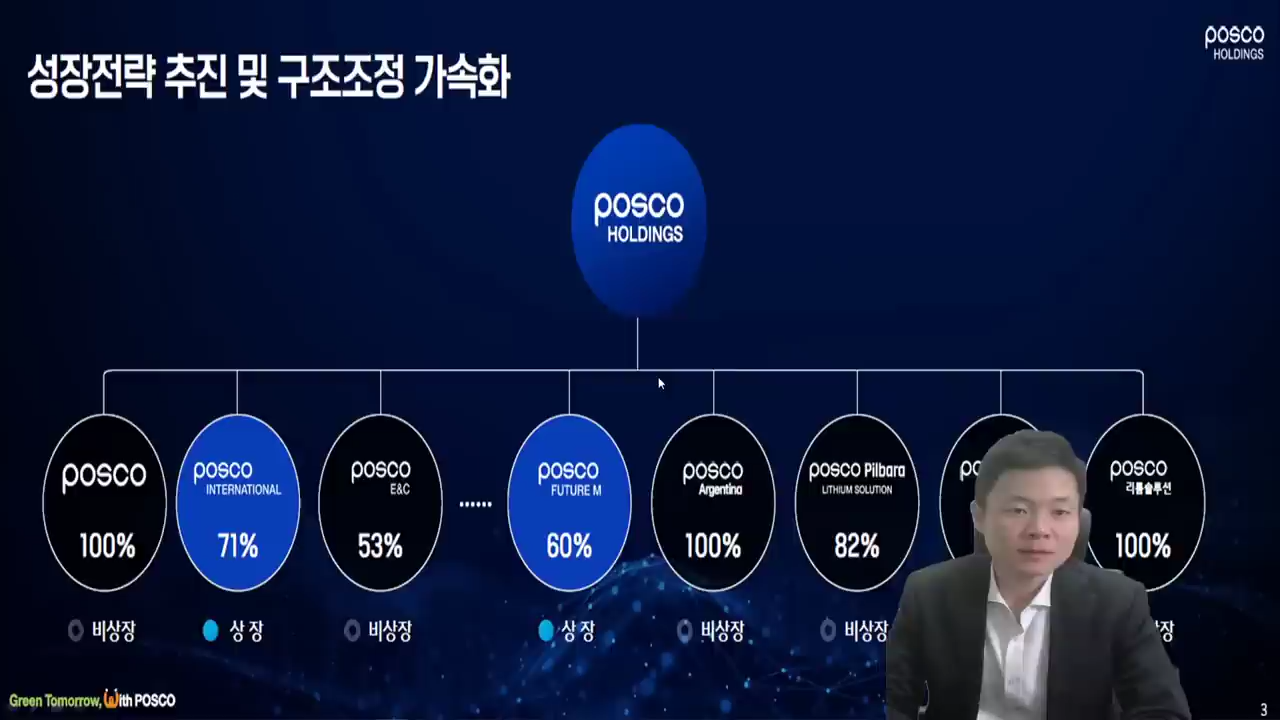 성장전략 추진 및 구조조정 가속화
posco
HOLDINGS
posco
HOLDINGS
posco
100%
비상장
posco
INTERNATIONAL
71%
상 장
posco
E&C
53%
비상장
......
posco
FUTURE M
60%
상 장
posco
Argentina
100%
비상장
posco Pilbara
LITHIUM SOLUTION
82%
비상장
po
posco
리튬솔루션
100%
장
Green Tomorrow, With POSCO
3